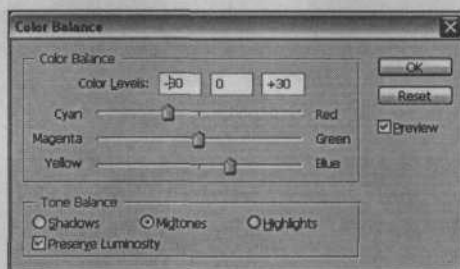 Color Balance
Color Balance
Color Levels: -30 0 +30
OK
Reset
Preview
Cyan Red
Magenta Green
Yellow Blue
Tone Balance
Shadows Midtones Highlights
Preserve Luminosity